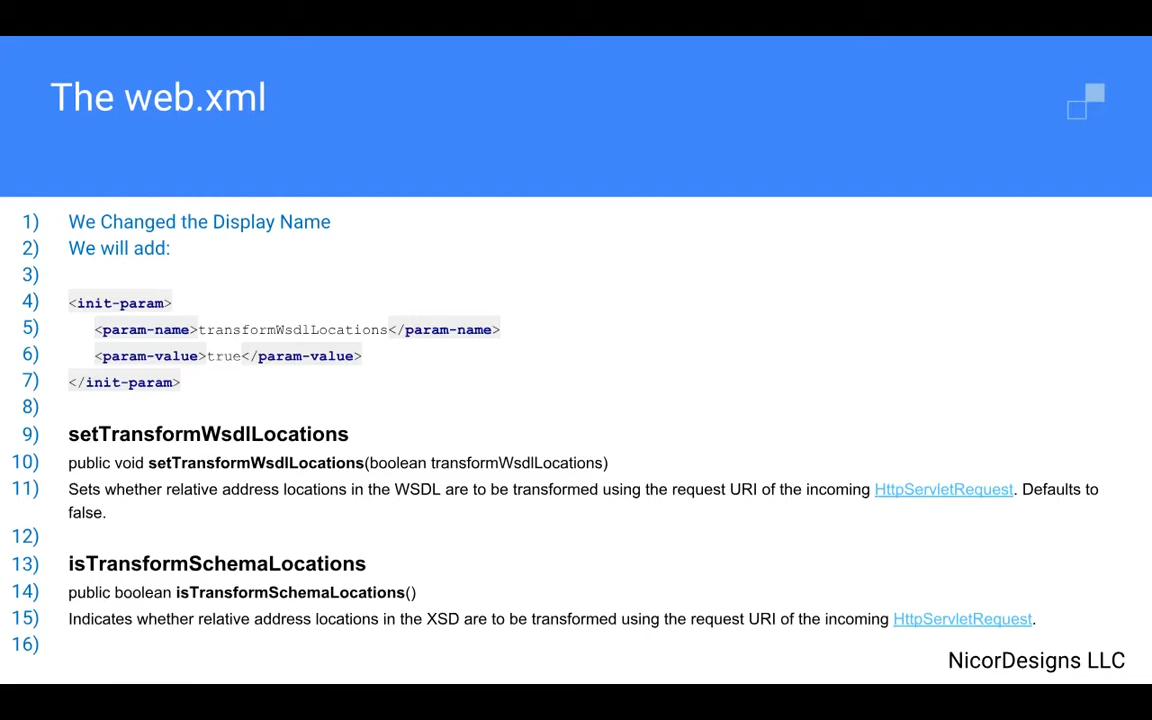 The web.xml
1) We Changed the Display Name
2) We will add:
3)
4) <init-param>
5) <param-name>transformWsdlLocations</param-name>
6) <param-value>true</param-value>
7) </init-param>
8)
9) setTransformWsdlLocations
10) public void setTransformWsdlLocations(boolean transformWsdlLocations)
11) Sets whether relative address locations in the WSDL are to be transformed using the request URI of the incoming HttpServletRequest. Defaults to
false.
12)
13) isTransformSchemaLocations
14) public boolean isTransformSchemaLocations()
15) Indicates whether relative address locations in the XSD are to be transformed using the request URI of the incoming HttpServletRequest.
16)
NicorDesigns LLC